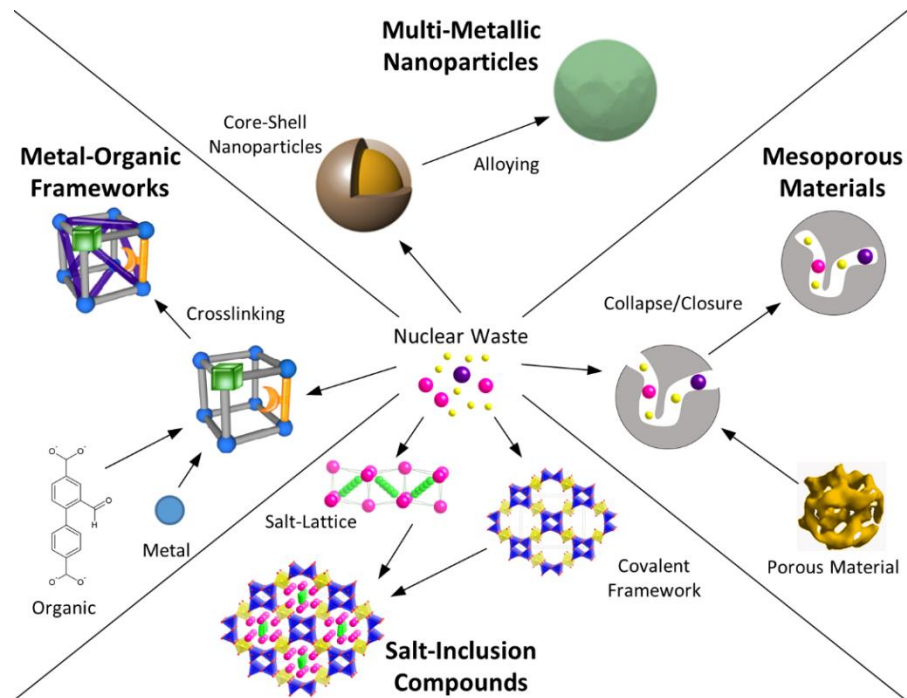 Multi-Metallic
Nanoparticles
Core-Shell
Nanoparticles
Alloying
Metal-Organic
Frameworks
Mesoporous
Materials
Crosslinking
Nuclear Waste
Collapse/Closure
O⁻
O
O
H
O
O⁻
Organic
Metal
Salt-Lattice
Covalent
Framework
Porous Material
Salt-Inclusion
Compounds